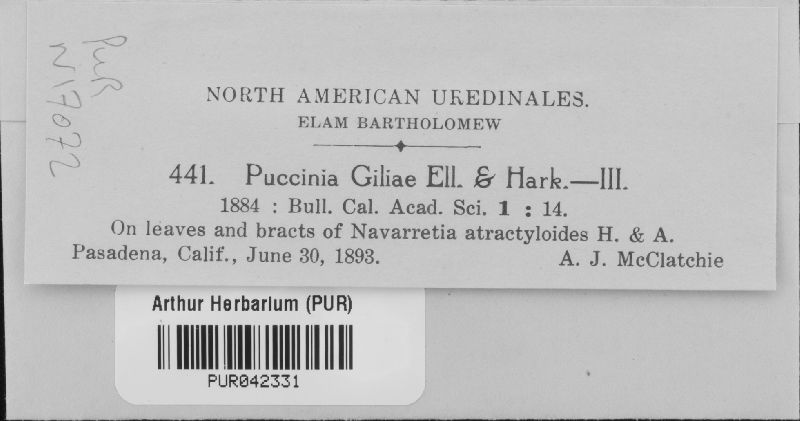 PUR
N17072
NORTH AMERICAN UREDINALES.
ELAM BARTHOLOMEW
441. Puccinia Giliae Ell. & Hark.—III.
1884 : Bull. Cal. Acad. Sci. 1 : 14.
On leaves and bracts of Navarretia atractyloides H. & A.
Pasadena, Calif., June 30, 1893. A. J. McClatchie
Arthur Herbarium (PUR)
PUR042331